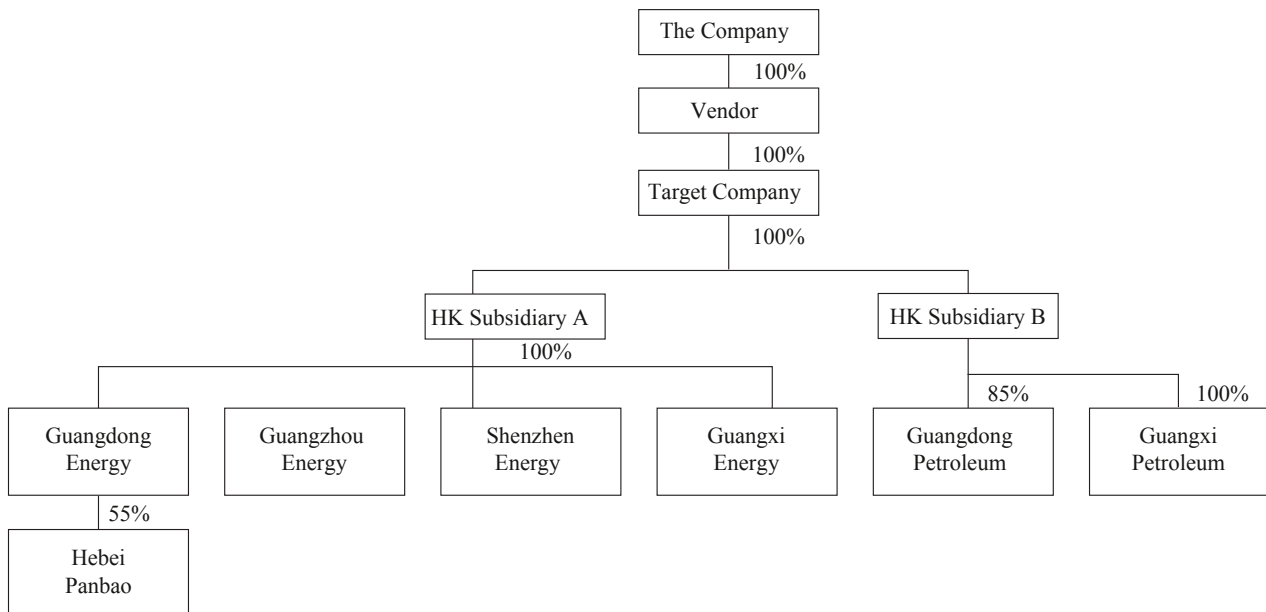 The Company
100%
Vendor
100%
Target Company
100%
HK Subsidiary A
HK Subsidiary B
100%
85%
100%
Guangdong
Energy
Guangzhou
Energy
Shenzhen
Energy
Guangxi
Energy
Guangdong
Petroleum
Guangxi
Petroleum
55%
Hebei
Panbao